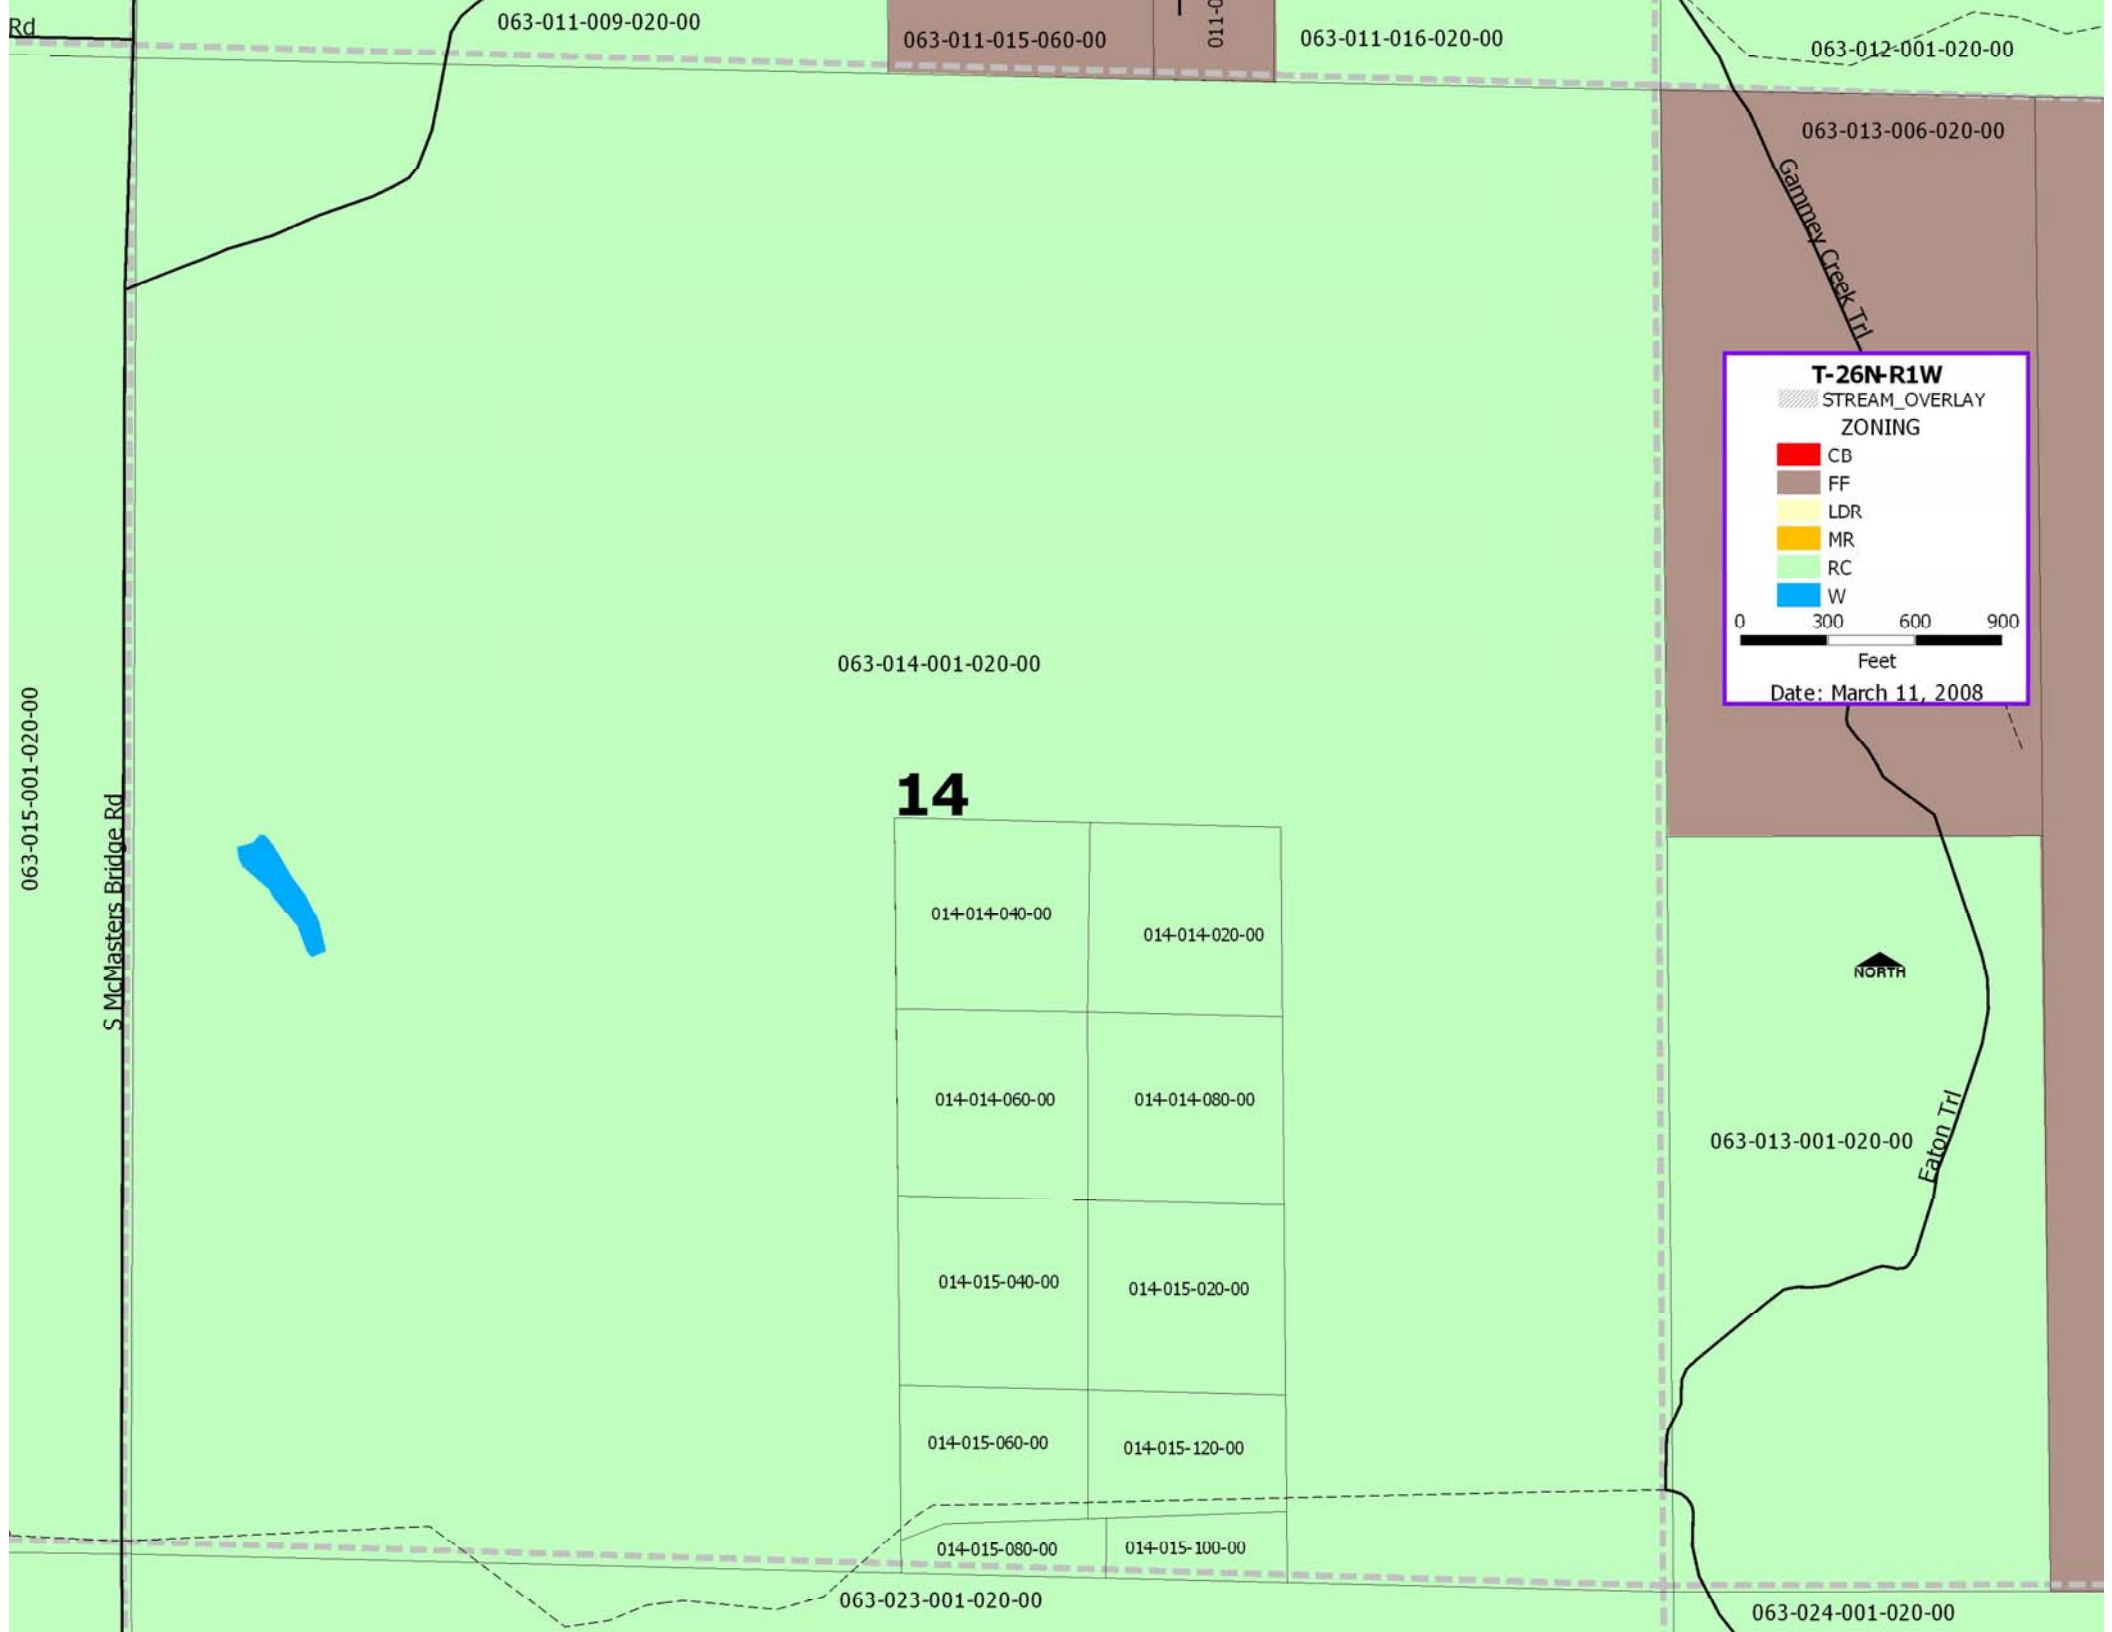 Rd
063-011-009-020-00
063-011-015-060-00
011-0
063-011-016-020-00
063-012-001-020-00
063-013-006-020-00
Gammey Creek Trl
T-26N-R1W
STREAM_OVERLAY
ZONING
CB
FF
LDR
MR
RC
W
0 300 600 900
Feet
Date: March 11, 2008
063-014-001-020-00
063-015-001-020-00
S McMasters Bridge Rd
14
014-014-040-00
014-014-020-00
NORTH
014-014-060-00
014-014-080-00
063-013-001-020-00
Eaton Trl
014-015-040-00
014-015-020-00
014-015-060-00
014-015-120-00
014-015-080-00
014-015-100-00
063-023-001-020-00
063-024-001-020-00